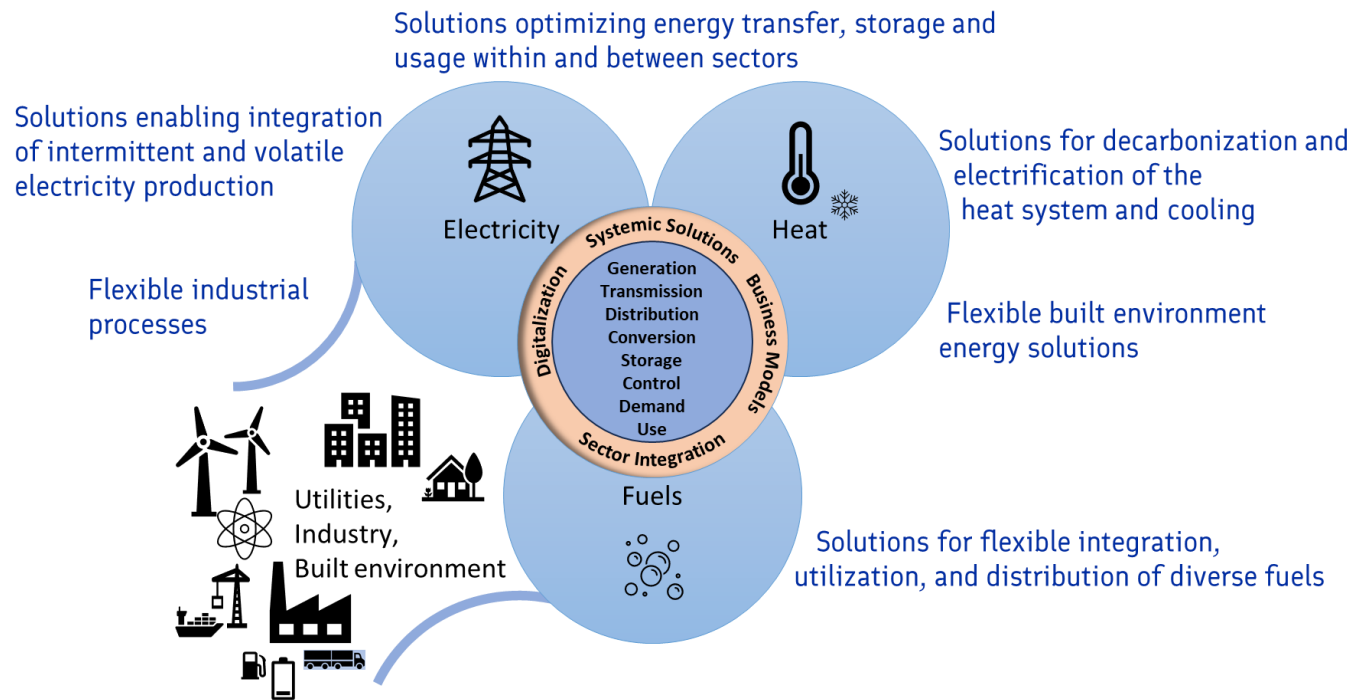 Solutions optimizing energy transfer, storage and
usage within and between sectors
Solutions enabling integration
of intermittent and volatile
electricity production
Solutions for decarbonization and
electrification of the
heat system and cooling
Electricity
Heat
Systemic Solutions
Digitalization
Business Models
Sector Integration
Generation
Transmission
Distribution
Conversion
Storage
Control
Demand
Use
Flexible industrial
processes
Flexible built environment
energy solutions
Utilities,
Industry,
Built environment
Fuels
Solutions for flexible integration,
utilization, and distribution of diverse fuels